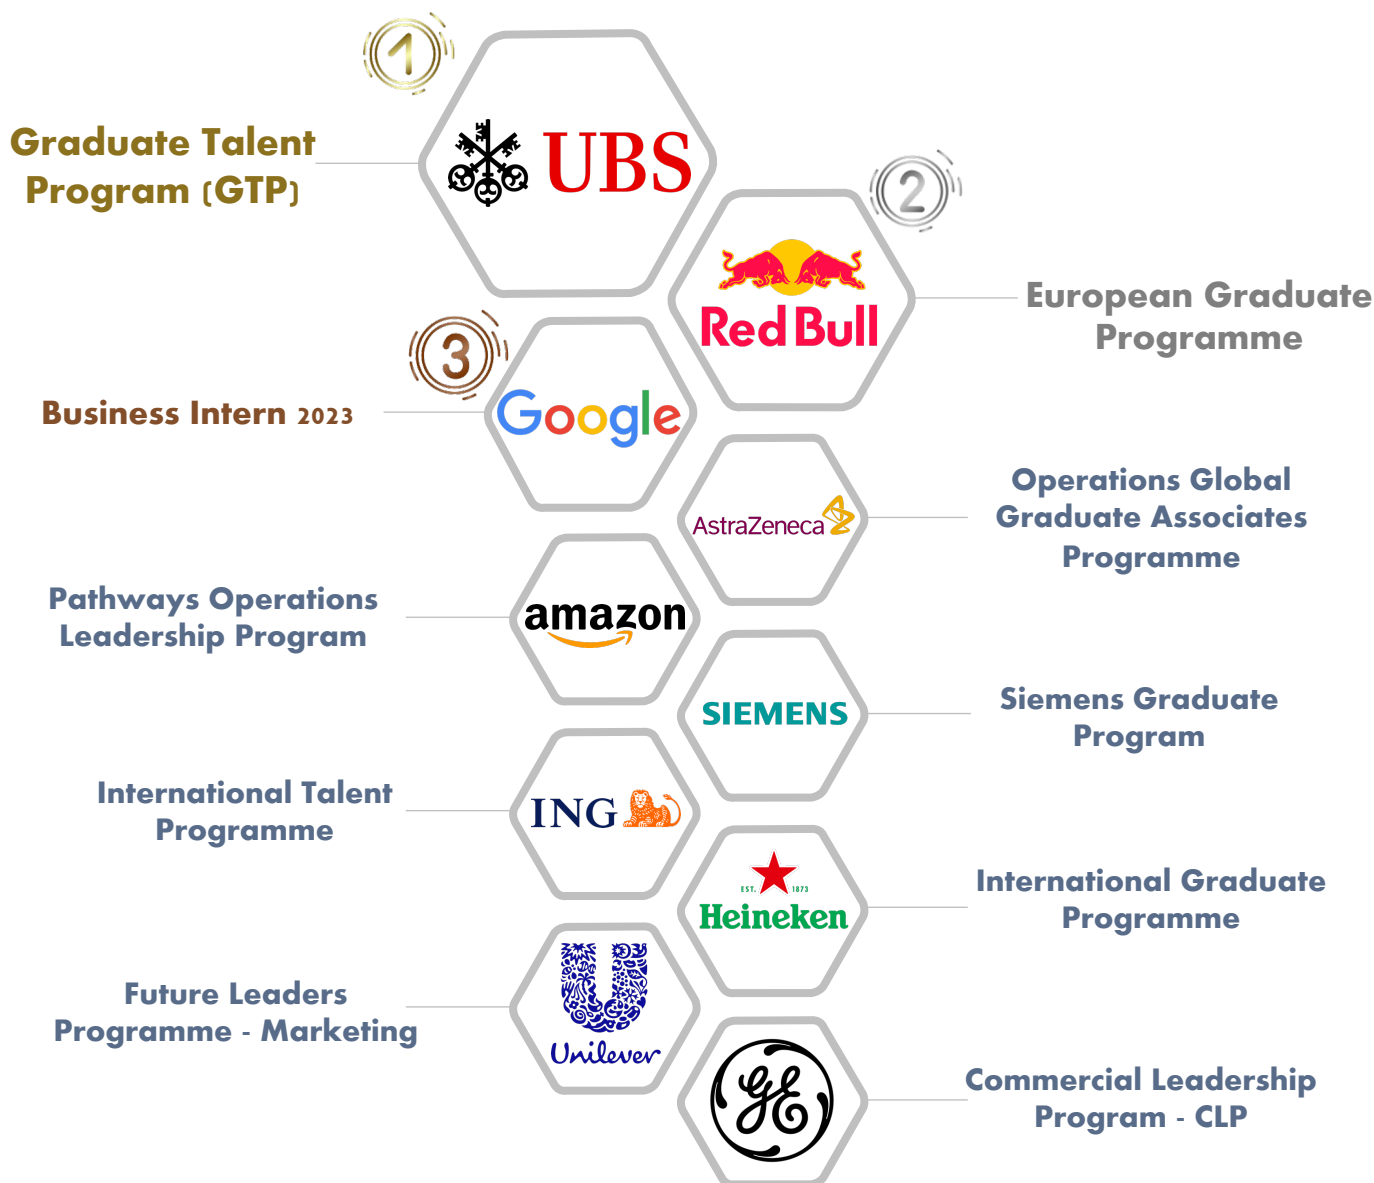 1
Graduate Talent
Program (GTP)
UBS
2
Red Bull
European Graduate
Programme
3
Business Intern 2023
Google
Operations Global
Graduate Associates
Programme
AstraZeneca
Pathways Operations
Leadership Program
amazon
SIEMENS
Siemens Graduate
Program
International Talent
Programme
ING
EST. 1873
Heineken
International Graduate
Programme
Future Leaders
Programme - Marketing
U
Unilever
GE
Commercial Leadership
Program - CLP